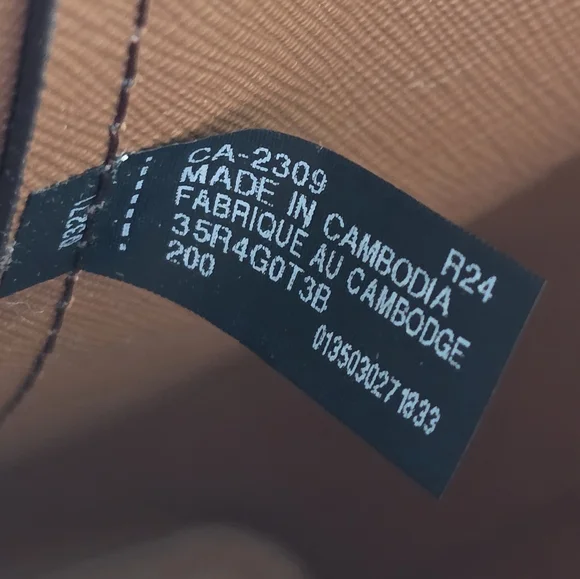 CA-2309
R24
MADE IN CAMBODIA
FABRIQUE AU CAMBODGE
35R4G0T3B
200
0135030271833